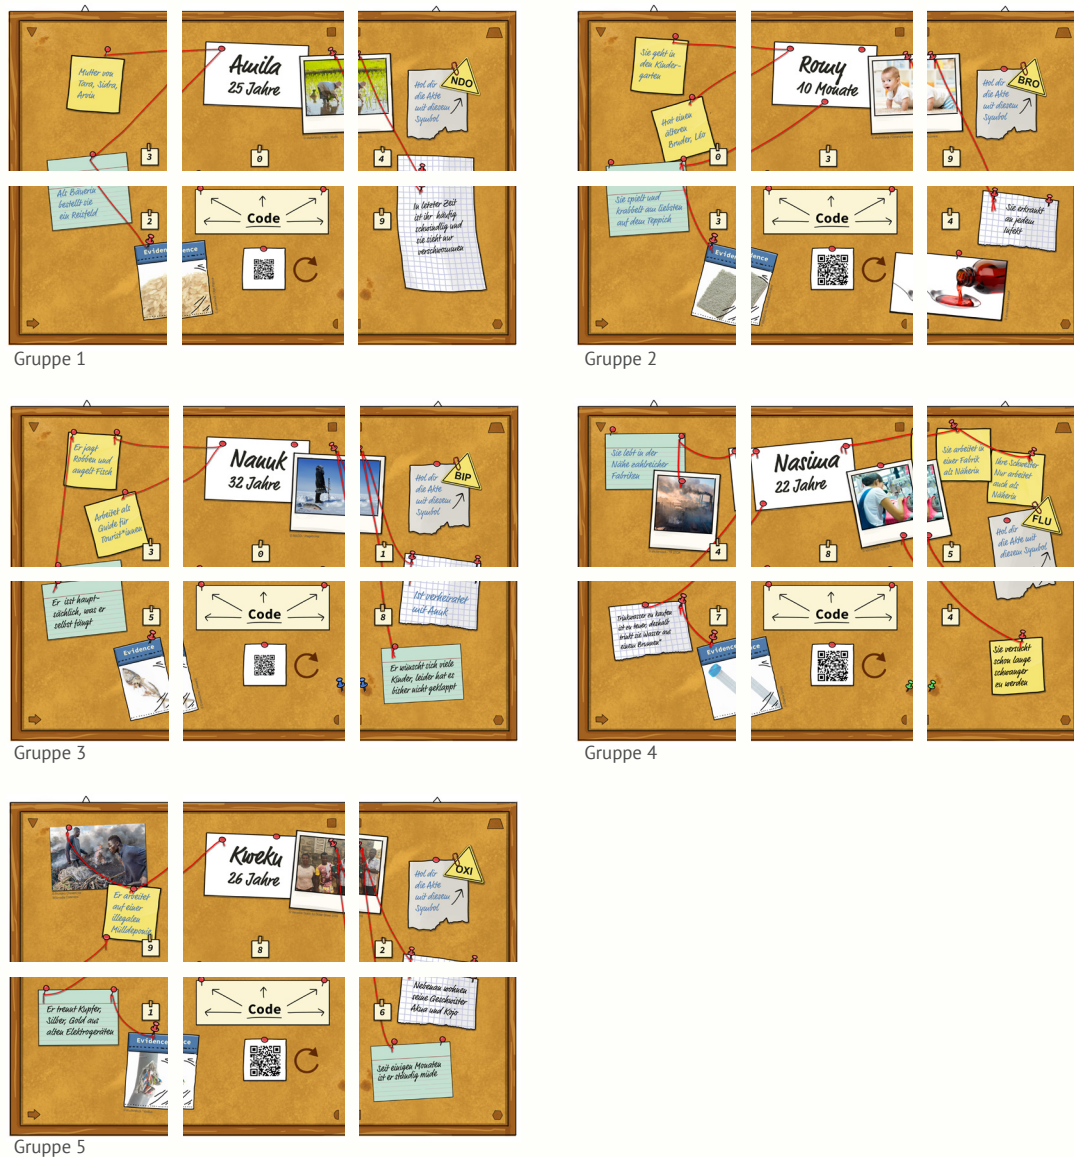 Mutter von
Tara, Sidra,
Arvin
Amila
25 Jahre
NDO
Hol dir
die Akte
mit diesem
Symbol
3
0
4
Als Bäuerin
bestellt sie
ein Reisfeld
2
Code
9
In letzter Zeit
ist ihr häufig
schwindlig und
sie sieht nur
verschwommen
Evidence
Gruppe 1
Sie geht in
den Kinder-
garten
Hat einen
älteren
Bruder, Léo
Romy
10 Monate
BRO
Hol dir
die Akte
mit diesem
Symbol
0
3
9
Sie spielt und
krabbelt am liebsten
auf dem Teppich
3
Code
4
Sie erkrankt
an jedem
Infekt
Evidence
Gruppe 2
Er jagt
Robben und
angelt Fisch
Arbeitet als
Guide für
Tourist*innen
Nanuk
32 Jahre
BIP
Hol dir
die Akte
mit diesem
Symbol
3
0
1
Er isst haupt-
sächlich, was er
selbst fängt
5
Code
8
Ist verheiratet
mit Anuk
Evidence
Er wünscht sich viele
Kinder, leider hat es
bisher nicht geklappt
Gruppe 3
Sie lebt in der
Nähe zahlreicher
Fabriken
Nasima
22 Jahre
Sie arbeitet in
einer Fabrik
als Näherin
Ihre Schwester
Nur arbeitet
auch als
Näherin
FLU
Hol dir
die Akte mit
diesem Symbol
4
8
5
Trinkwasser zu kaufen
ist zu teuer, deshalb
trinkt sie Wasser aus
einem Brunnen*
7
Code
4
Evidence
Sie versucht
schon lange
schwanger
zu werden
Gruppe 4
Er arbeitet
auf einer
illegalen
Mülldeponie
Kweku
26 Jahre
OXI
Hol dir
die Akte
mit diesem
Symbol
9
8
2
Er trennt Kupfer,
Silber, Gold aus
alten Elektrogeräten
1
Code
6
Nebenan wohnen
seine Geschwister
Akua und Kojo
Evidence
Seit einigen Monaten
ist er ständig müde
Gruppe 5